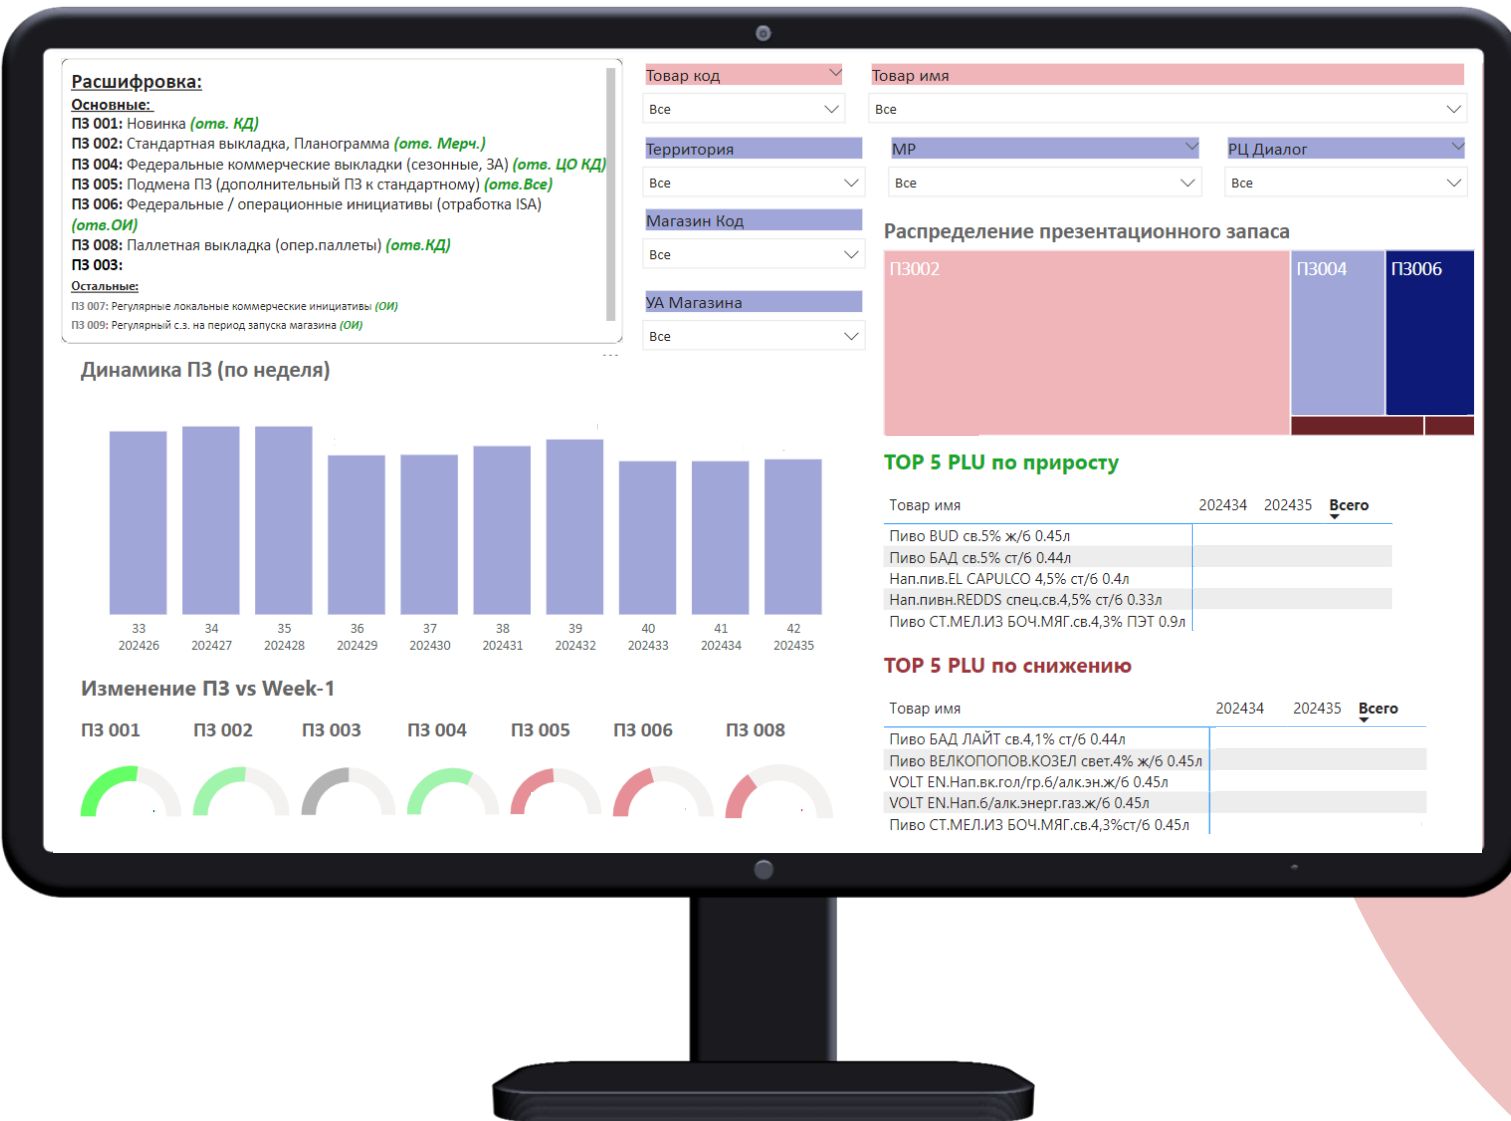 Расшифровка:
Основные:
ПЗ 001: Новинка (отв. КД)
ПЗ 002: Стандартная выкладка, Планограмма (отв. Мерч.)
ПЗ 004: Федеральные коммерческие выкладки (сезонные, ЗА) (отв. ЦО КД)
ПЗ 005: Подмена ПЗ (дополнительный ПЗ к стандартному) (отв.Все)
ПЗ 006: Федеральные / операционные инициативы (отработка ISA)
(отв.ОИ)
ПЗ 008: Паллетная выкладка (опер.паллеты) (отв.КД)
ПЗ 003:
Остальные:
ПЗ 007: Регулярные локальные коммерческие инициативы (ОИ)
ПЗ 009: Регулярный с.з. на период запуска магазина (ОИ)
Товар код
Все
Товар имя
Все
Территория
Все
МР
Все
РЦ Диалог
Все
Магазин Код
Все
УА Магазина
Все
Распределение презентационного запаса
ПЗ002
ПЗ004
ПЗ006
Динамика ПЗ (по неделя)
33 34 35 36 37 38 39 40 41 42
202426 202427 202428 202429 202430 202431 202432 202433 202434 202435
Изменение ПЗ vs Week-1
ПЗ 001 ПЗ 002 ПЗ 003 ПЗ 004 ПЗ 005 ПЗ 006 ПЗ 008
TOP 5 PLU по приросту
Товар имя 202434 202435 Всего
Пиво BUD св.5% ж/б 0.45л
Пиво БАД св.5% ст/б 0.44л
Нап.пив.EL CAPULCO 4,5% ст/б 0.4л
Нап.пивн.REDDS спец.св.4,5% ст/б 0.33л
Пиво СТ.МЕЛ.ИЗ БОЧ.МЯГ.св.4,3% ПЭТ 0.9л
TOP 5 PLU по снижению
Товар имя 202434 202435 Всего
Пиво БАД ЛАЙТ св.4,1% ст/б 0.44л
Пиво ВЕЛКОПОПОВ.КОЗЕЛ свет.4% ж/б 0.45л
VOLT EN.Нап.вк.гол/гр.б/алк.эн.ж/б 0.45л
VOLT EN.Нап.б/алк.энерг.газ.ж/б 0.45л
Пиво СТ.МЕЛ.ИЗ БОЧ.МЯГ.св.4,3%ст/б 0.45л